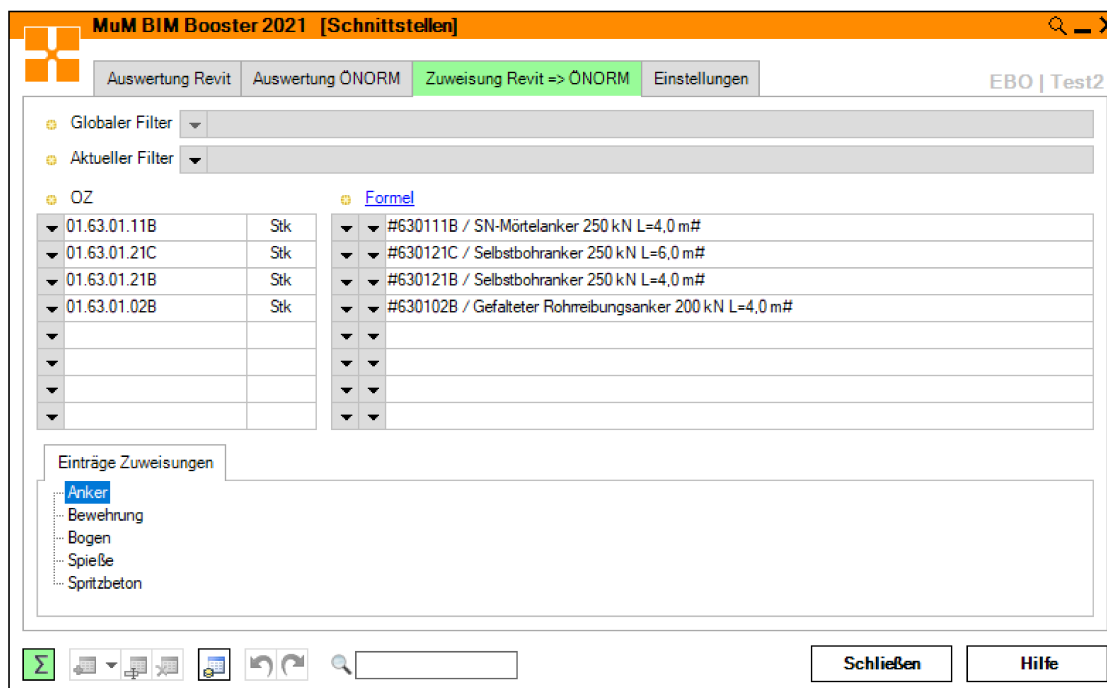 MuM BIM Booster 2021 [Schnittstellen]
Auswertung Revit Auswertung ÖNORM Zuweisung Revit => ÖNORM Einstellungen EBO | Test2
Globaler Filter
Aktueller Filter
OZ Formel
01.63.01.11B Stk #630111B / SN-Mörtelanker 250 kN L=4,0 m#
01.63.01.21C Stk #630121C / Selbstbohranker 250 kN L=6,0 m#
01.63.01.21B Stk #630121B / Selbstbohranker 250 kN L=4,0 m#
01.63.01.02B Stk #630102B / Gefalteter Rohrreibungsanker 200 kN L=4,0 m#
Einträge Zuweisungen
Anker
Bewehrung
Bogen
Spieße
Spritzbeton
Σ Schließen Hilfe